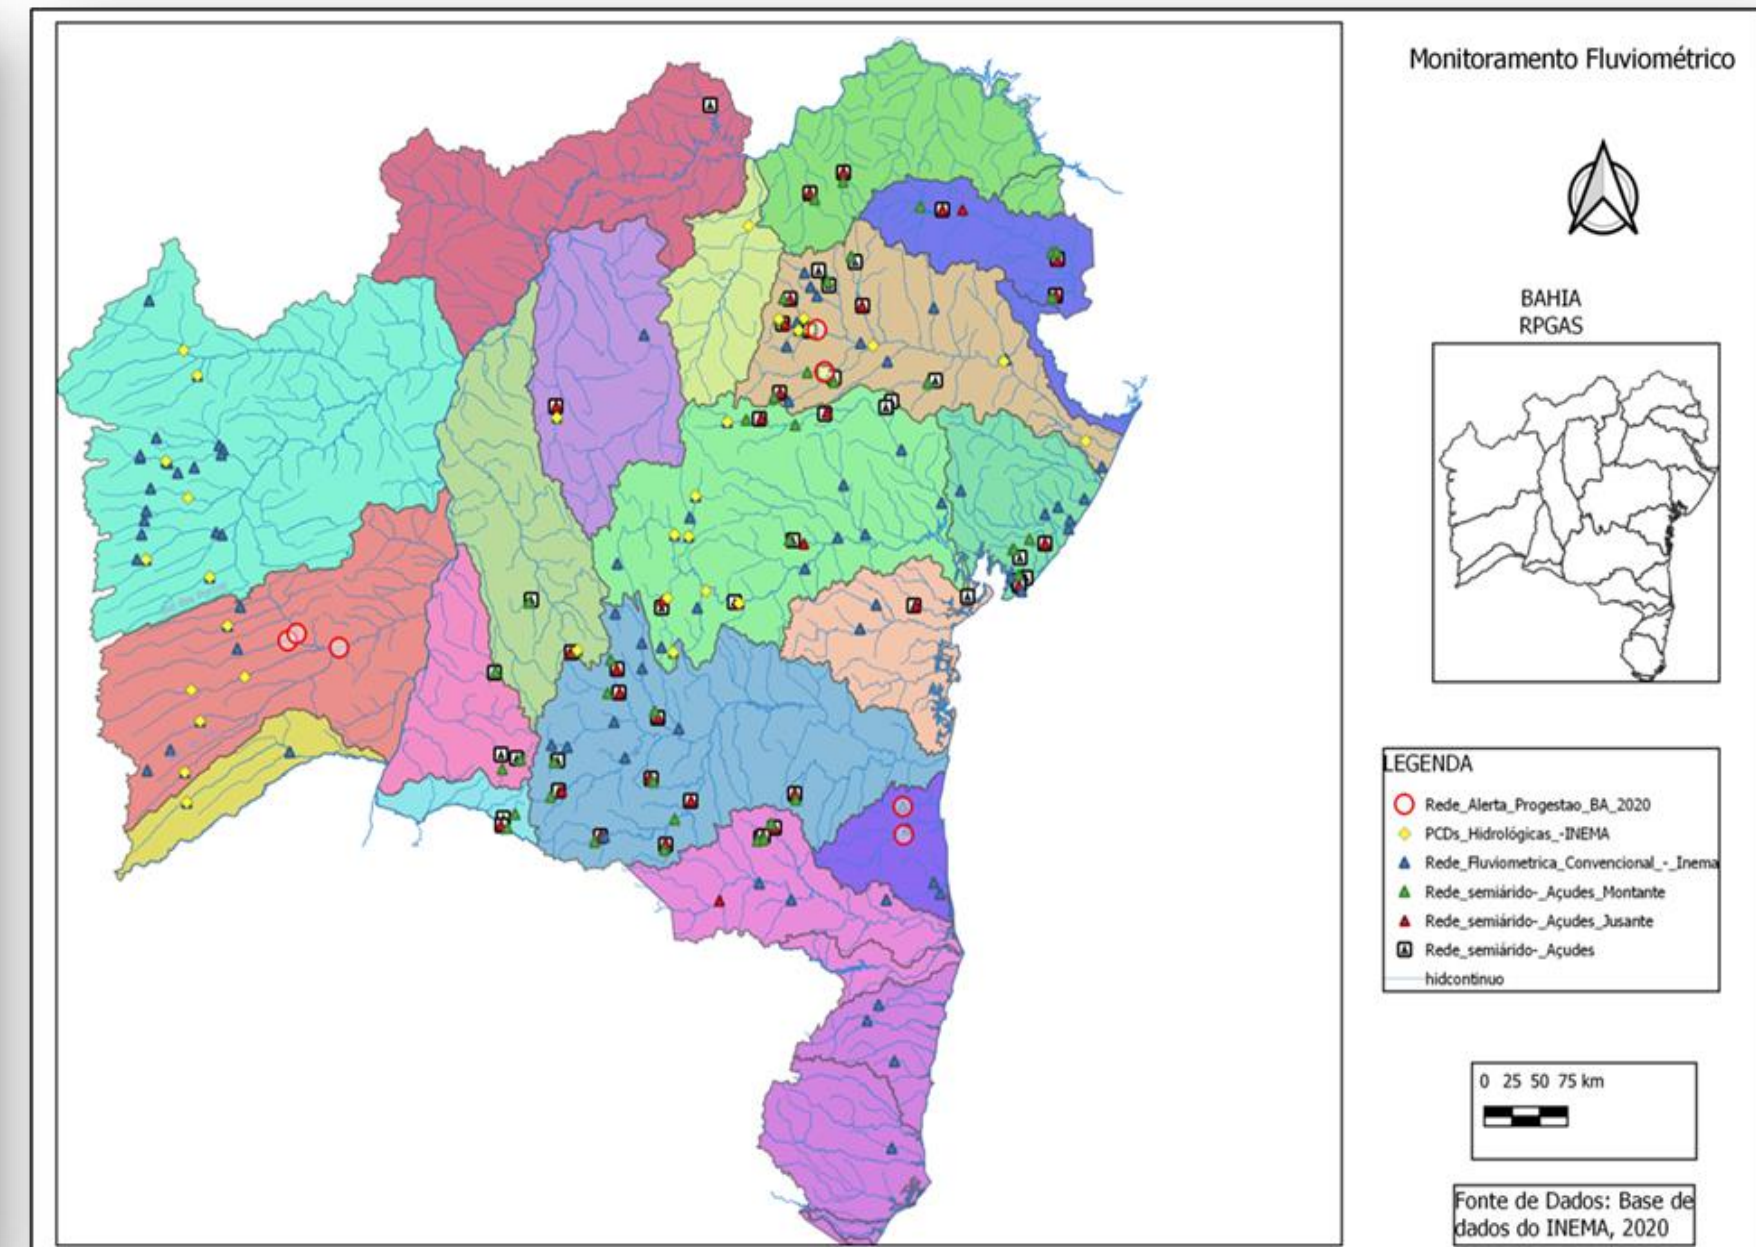 Monitoramento Fluviométrico
BAHIA
RPGAS
LEGENDA
Rede_Alerta_Progestao_BA_2020
PCDs_Hidrológicas_-INEMA
Rede_Fluviometrica_Convencional_-_Inema
Rede_semiárido-_Açudes_Montante
Rede_semiárido-_Açudes_Jusante
Rede_semiárido-_Açudes
hidcontinuo
0 25 50 75 km
Fonte de Dados: Base de
dados do INEMA, 2020